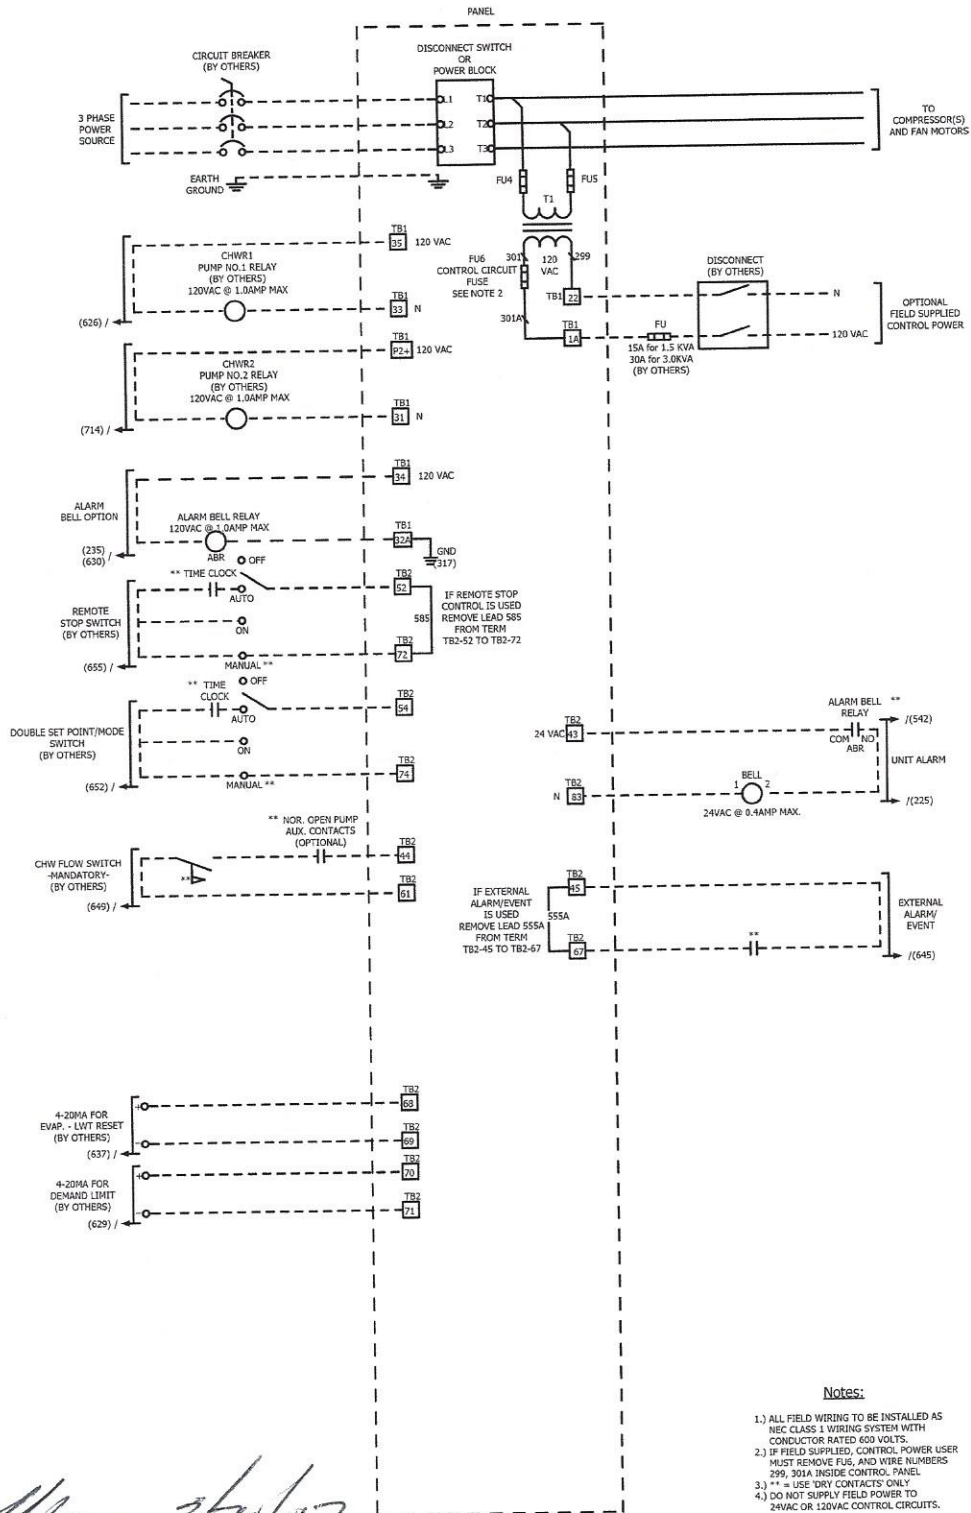 PANEL
CIRCUIT BREAKER
(BY OTHERS)
DISCONNECT SWITCH
OR
POWER BLOCK
3 PHASE
POWER
SOURCE
L1
L2
L3
T1
T2
T3
TO
COMPRESSOR(S)
AND FAN MOTORS
EARTH
GROUND
FU4
FU5
T1
TB1
35
120 VAC
CHWR1
PUMP NO.1 RELAY
(BY OTHERS)
120VAC @ 1.0AMP MAX
TB1
33
N
(626) /
FU6
CONTROL CIRCUIT
FUSE
SEE NOTE 2
301
120
VAC
299
TB1
22
301A
TB1
1A
FU
15A for 1.5 KVA
30A for 3.0KVA
(BY OTHERS)
DISCONNECT
(BY OTHERS)
N
120 VAC
OPTIONAL
FIELD SUPPLIED
CONTROL POWER
TB1
P2+
120 VAC
CHWR2
PUMP NO.2 RELAY
(BY OTHERS)
120VAC @ 1.0AMP MAX
TB1
31
N
(714) /
TB1
34
120 VAC
ALARM
BELL OPTION
ALARM BELL RELAY
120VAC @ 1.0AMP MAX
ABR
TB1
32A
GND
(317)
(235)
(630) /
OFF
** TIME CLOCK
AUTO
ON
MANUAL **
REMOTE
STOP SWITCH
(BY OTHERS)
(655) /
TB2
52
585
TB2
72
IF REMOTE STOP
CONTROL IS USED
REMOVE LEAD 585
FROM TERM
TB2-52 TO TB2-72
OFF
** TIME
CLOCK
AUTO
ON
MANUAL **
DOUBLE SET POINT/MODE
SWITCH
(BY OTHERS)
(652) /
TB2
54
TB2
74
24 VAC
TB2
43
ALARM BELL **
RELAY
COM NO
ABR
/(542)
UNIT ALARM
N
TB2
83
BELL
1 2
24VAC @ 0.4AMP MAX.
/(225)
** NOR. OPEN PUMP
AUX. CONTACTS
(OPTIONAL)
CHW FLOW SWITCH
-MANDATORY-
(BY OTHERS)
**
(649) /
TB2
44
TB2
61
IF EXTERNAL
ALARM/EVENT
IS USED
REMOVE LEAD 555A
FROM TERM
TB2-45 TO TB2-67
TB2
45
555A
TB2
67
**
EXTERNAL
ALARM/
EVENT
/(645)
4-20MA FOR
EVAP. - LWT RESET
(BY OTHERS)
(637) /
+
-
TB2
68
TB2
69
4-20MA FOR
DEMAND LIMIT
(BY OTHERS)
(629) /
+
-
TB2
70
TB2
71
Notes:
1.) ALL FIELD WIRING TO BE INSTALLED AS
NEC CLASS 1 WIRING SYSTEM WITH
CONDUCTOR RATED 600 VOLTS.
2.) IF FIELD SUPPLIED, CONTROL POWER USER
MUST REMOVE FU6, AND WIRE NUMBERS
299, 301A INSIDE CONTROL PANEL
3.) ** = USE 'DRY CONTACTS' ONLY
4.) DO NOT SUPPLY FIELD POWER TO
24VAC OR 120VAC CONTROL CIRCUITS.